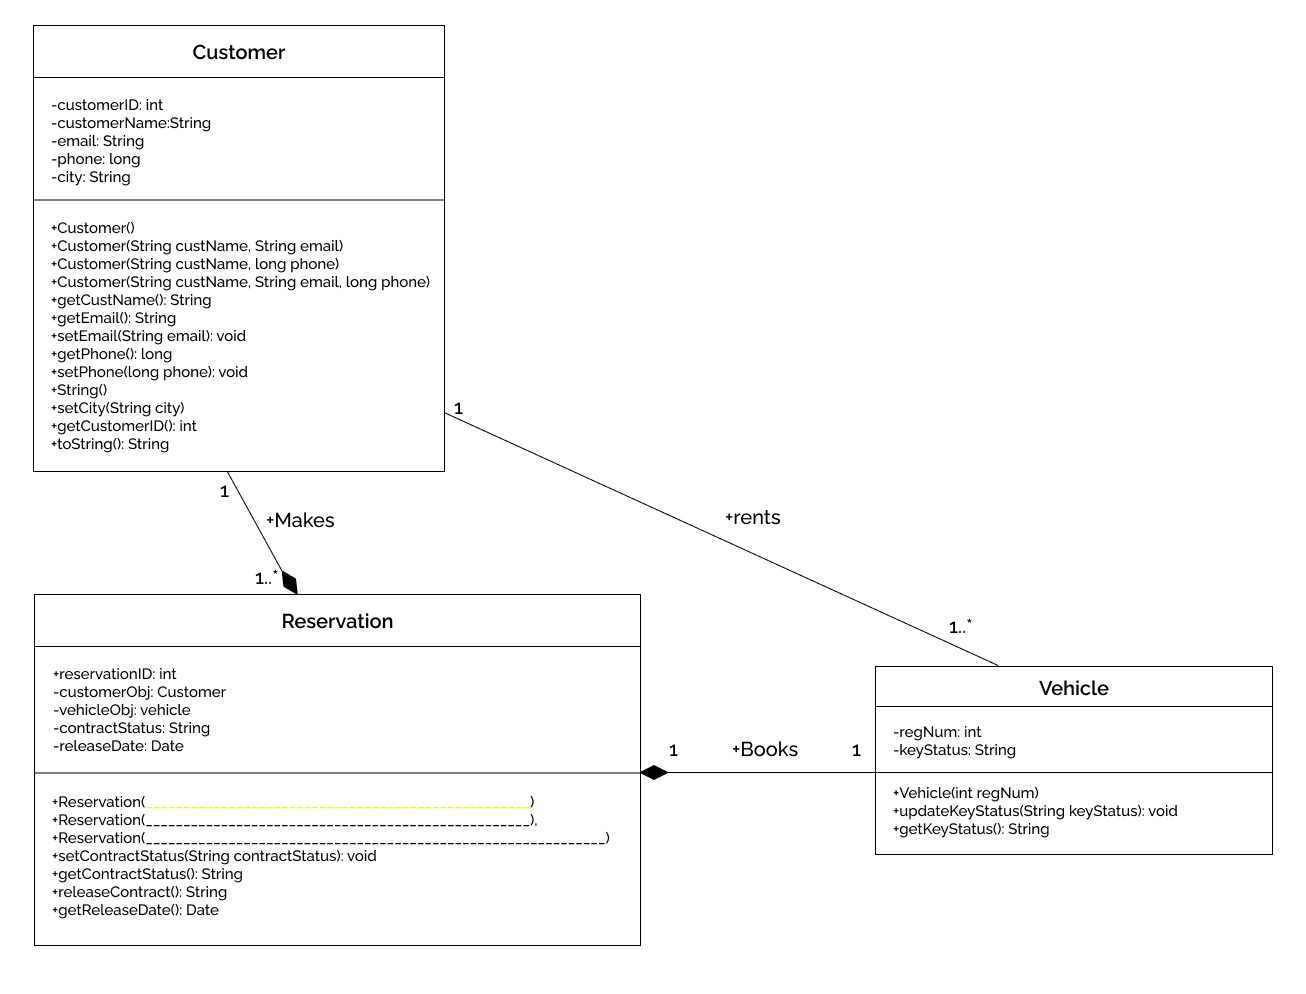 Customer
-customerID: int
-customerName:String
-email: String
-phone: long
-city: String
+Customer()
+Customer(String custName, String email)
+Customer(String custName, long phone)
+Customer(String custName, String email, long phone)
+getCustName(): String
+getEmail(): String
+setEmail(String email): void
+getPhone(): long
+setPhone(long phone): void
+String()
+setCity(String city)
+getCustomerID(): int
+toString(): String
1
1
+Makes
+rents
1..*
1..*
Reservation
+reservationID: int
-customerObj: Customer
-vehicleObj: vehicle
-contractStatus: String
-releaseDate: Date
+Reservation(___________________________________________________)
+Reservation(___________________________________________________),
+Reservation(_____________________________________________________________)
+setContractStatus(String contractStatus): void
+getContractStatus(): String
+releaseContract(): String
+getReleaseDate(): Date
1
+Books
1
Vehicle
-regNum: int
-keyStatus: String
+Vehicle(int regNum)
+updateKeyStatus(String keyStatus): void
+getKeyStatus(): String